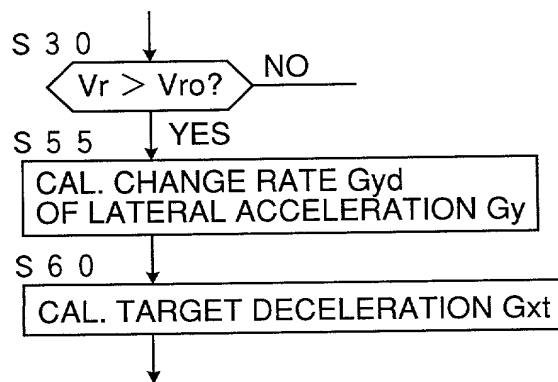 S 3 0
Vr > Vro?
NO
YES
S 5 5
CAL. CHANGE RATE Gyd
OF LATERAL ACCELERATION Gy
S 6 0
CAL. TARGET DECELERATION Gxt